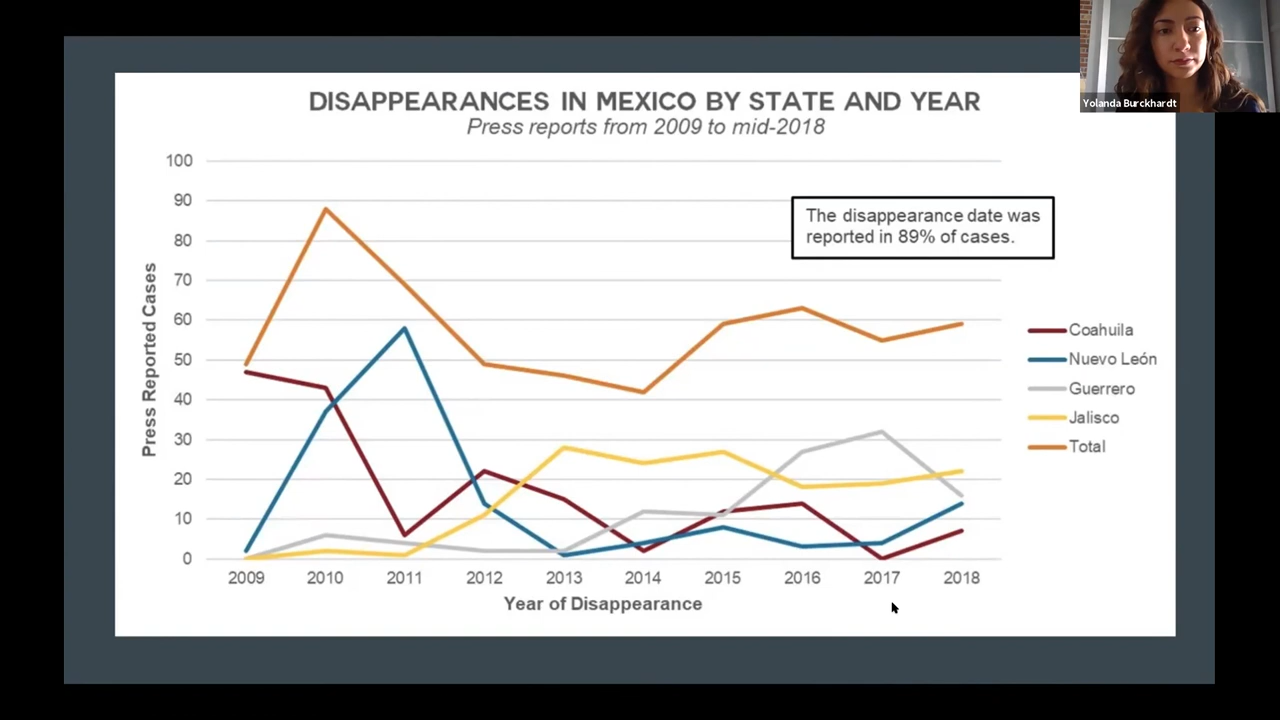 Yolanda Burckhardt
DISAPPEARANCES IN MEXICO BY STATE AND YEAR
Press reports from 2009 to mid-2018
The disappearance date was
reported in 89% of cases.
Press Reported Cases
100
90
80
70
60
50
40
30
20
10
0
2009 2010 2011 2012 2013 2014 2015 2016 2017 2018
Year of Disappearance
Coahuila
Nuevo León
Guerrero
Jalisco
Total